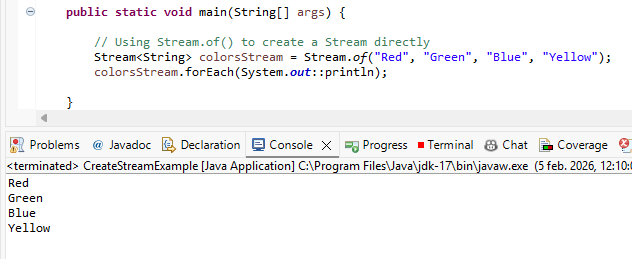 public static void main(String[] args) {
// Using Stream.of() to create a Stream directly
Stream<String> colorsStream = Stream.of("Red", "Green", "Blue", "Yellow");
colorsStream.forEach(System.out::println);
}
Problems @ Javadoc Declaration Console Progress Terminal Chat Coverage
<terminated> CreateStreamExample [Java Application] C:\Program Files\Java\jdk-17\bin\javaw.exe (5 feb. 2026, 12:10:
Red
Green
Blue
Yellow